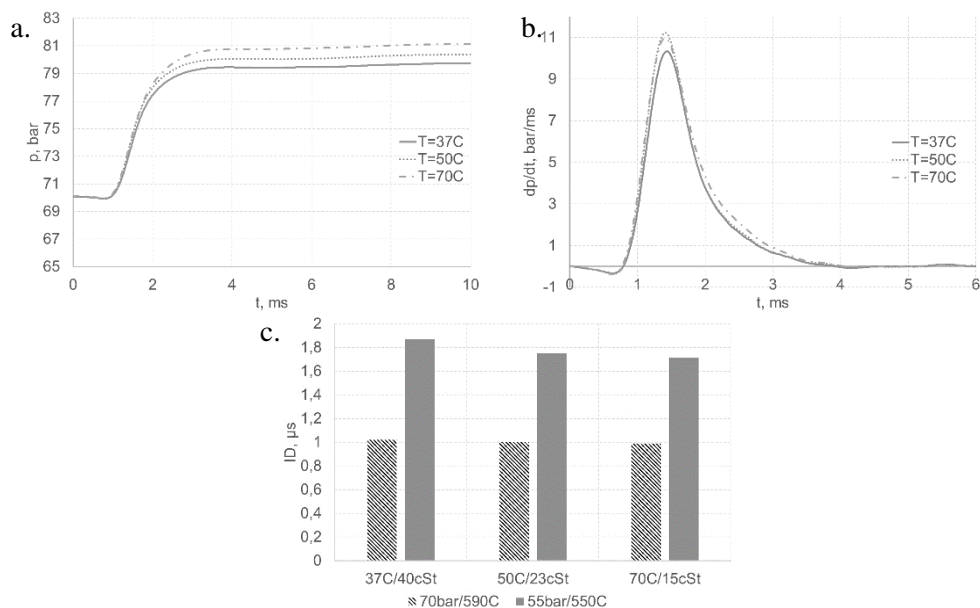 a.
83
81
79
77
75
73
71
69
67
65
p, bar
0
2
4
6
8
10
t, ms
T=37C
T=50C
T=70C
b.
11
9
7
5
3
1
-1
dp/dt, bar/ms
0
1
2
3
4
5
6
t, ms
T=37C
T=50C
T=70C
c.
2
1,8
1,6
1,4
1,2
1
0,8
0,6
0,4
0,2
0
ID, µs
37C/40cSt
50C/23cSt
70C/15cSt
70bar/590C
55bar/550C